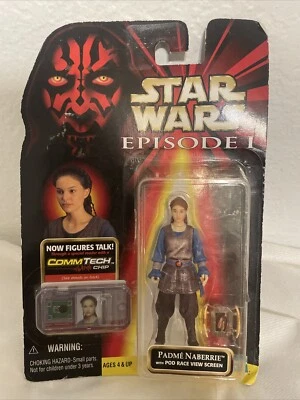 STAR
WARS
EPISODE I
NOW FIGURES TALK!
COMMTECH
CHIP
WARNING:
CHOKING HAZARD-Small parts.
Not for children under 3 years.
AGES 4 & UP
PADMÉ NABERRIE
WITH POD RACE VIEW SCREEN